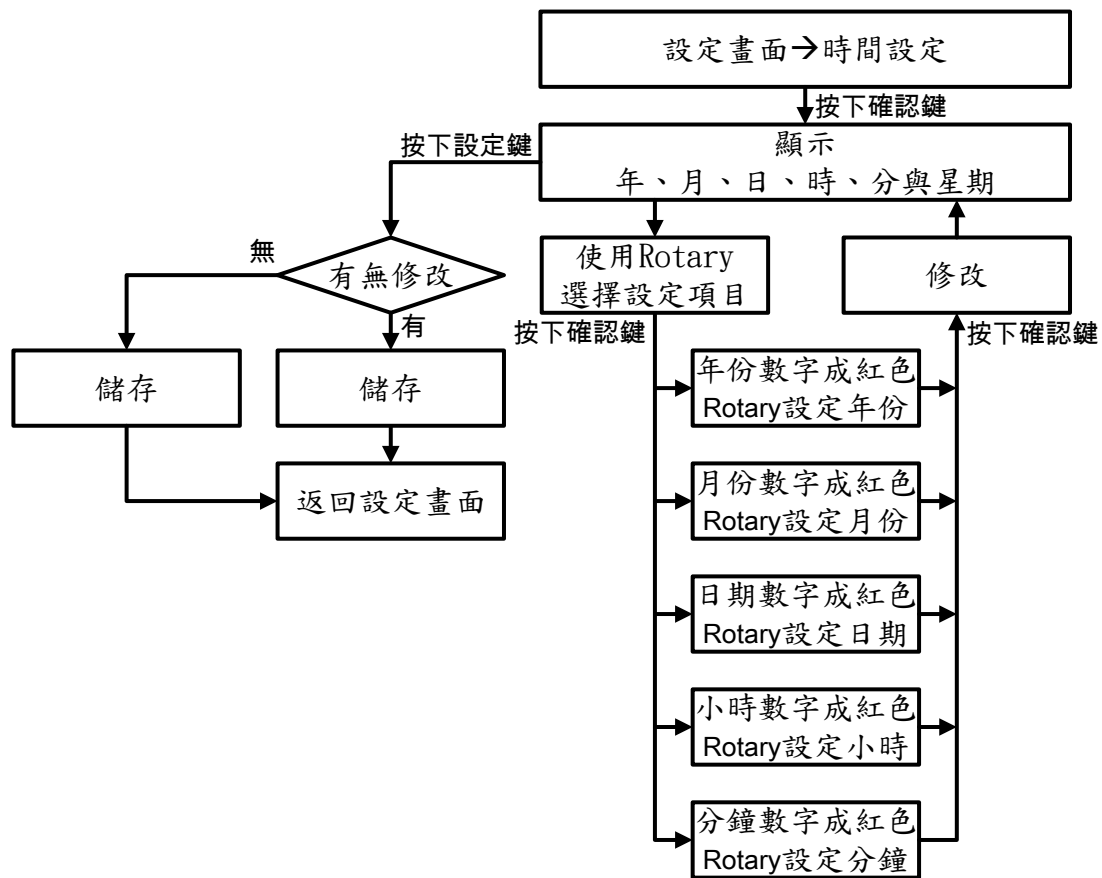 設定畫面→時間設定
按下確認鍵
按下設定鍵
顯示
年、月、日、時、分與星期
無
有無修改
有
使用Rotary
選擇設定項目
修改
按下確認鍵
按下確認鍵
儲存
儲存
年份數字成紅色
Rotary設定年份
返回設定畫面
月份數字成紅色
Rotary設定月份
日期數字成紅色
Rotary設定日期
小時數字成紅色
Rotary設定小時
分鐘數字成紅色
Rotary設定分鐘